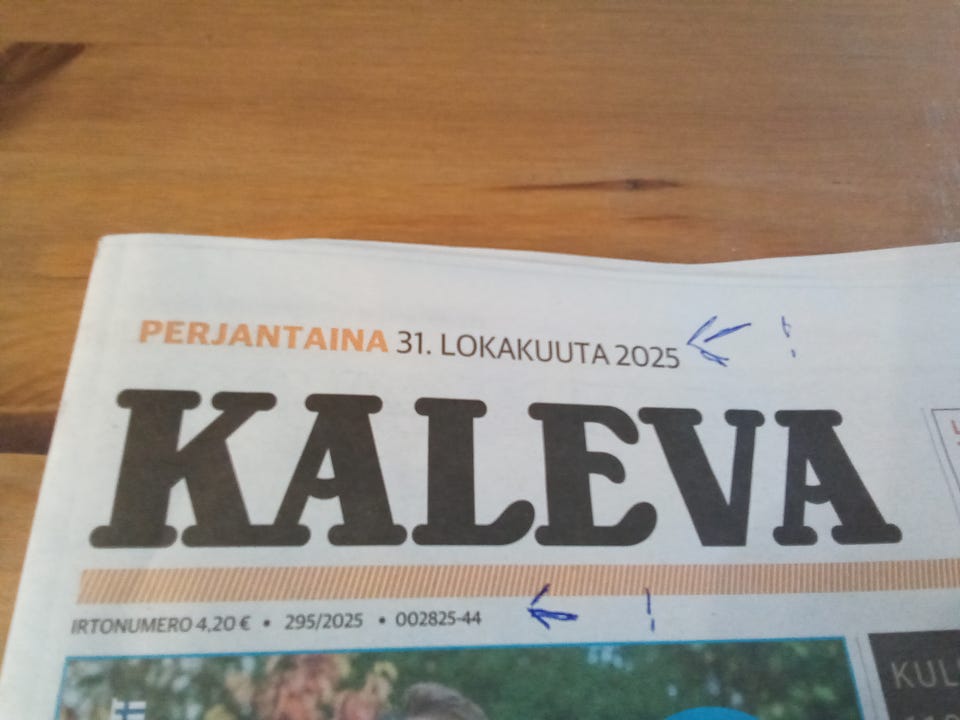 PERJANTAINA 31. LOKAKUUTA 2025
KALEVA
IRTONUMERO 4,20 € • 295/2025 • 002825-44